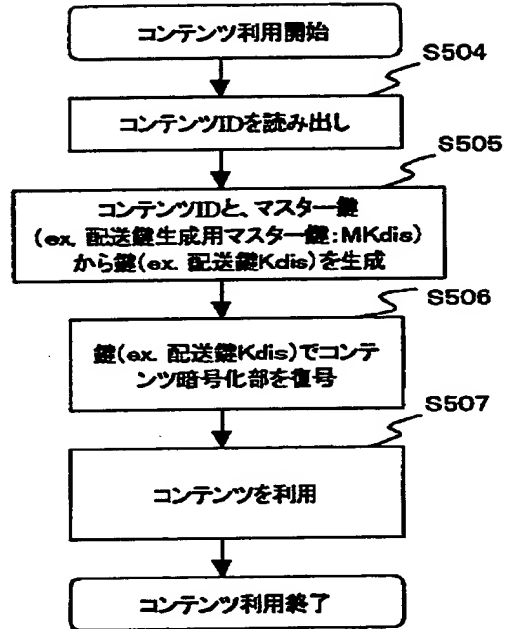 コンテンツ利用開始
S504
コンテンツIDを読み出し
S505
コンテンツIDと、マスター鍵
(ex. 配送鍵生成用マスター鍵:MKdis)
から鍵(ex. 配送鍵Kdis)を生成
S506
鍵(ex. 配送鍵Kdis)でコンテ
ンツ暗号化部を復号
S507
コンテンツを利用
コンテンツ利用終了